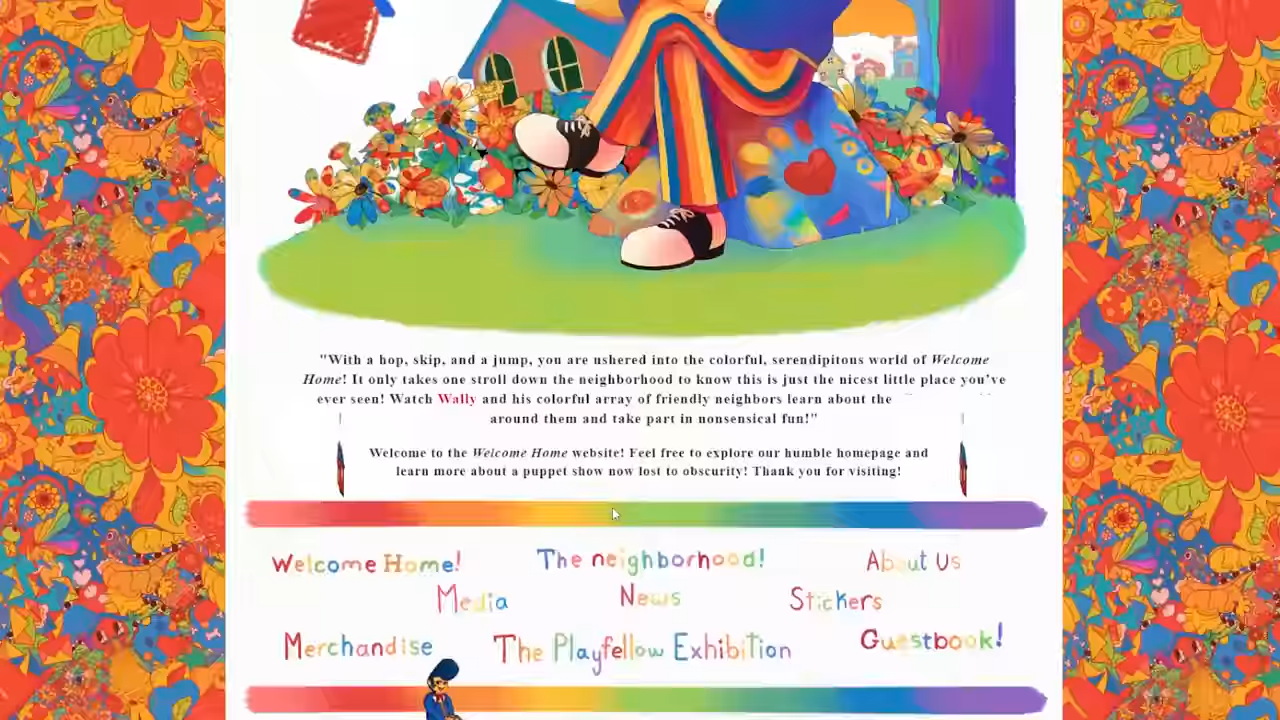 "With a hop, skip, and a jump, you are ushered into the colorful, serendipitous world of Welcome
Home! It only takes one stroll down the neighborhood to know this is just the nicest little place you've
ever seen! Watch Wally and his colorful array of friendly neighbors learn about the
around them and take part in nonsensical fun!"
Welcome to the Welcome Home website! Feel free to explore our humble homepage and
learn more about a puppet show now lost to obscurity! Thank you for visiting!
Welcome Home! The neighborhood! About Us
Media News Stickers
Merchandise The Playfellow Exhibition Guestbook!